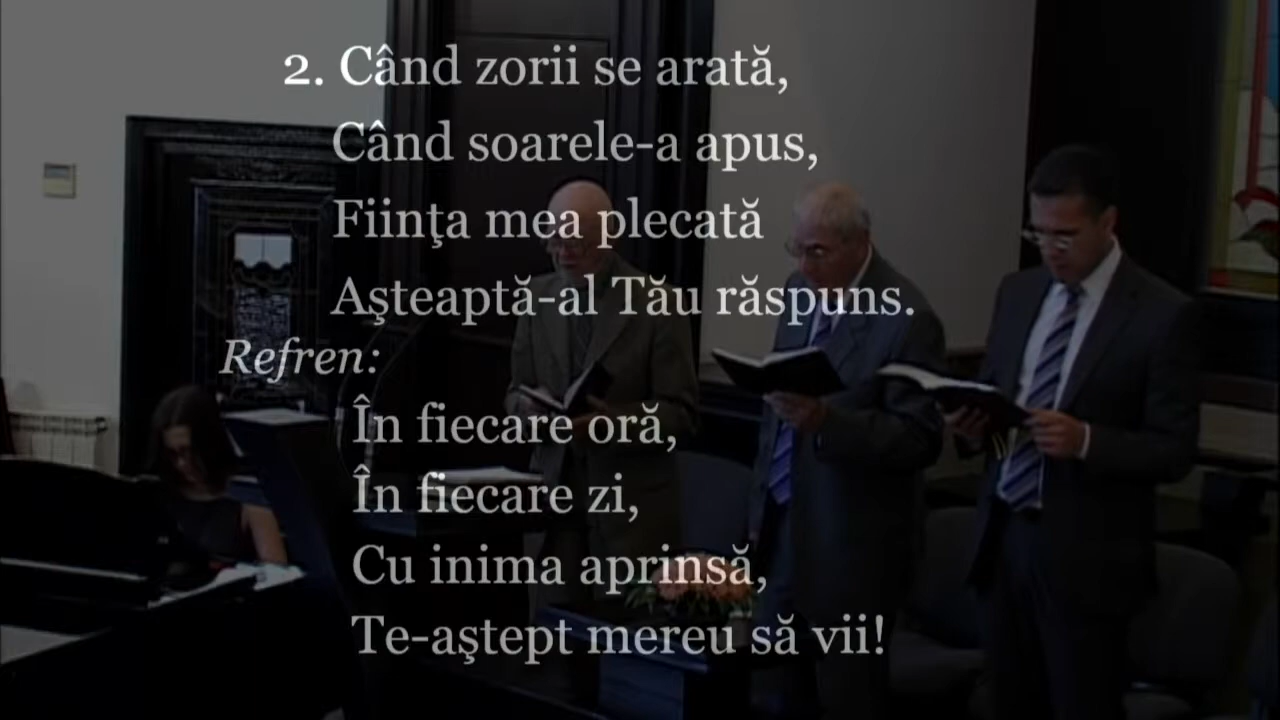 2. Când zorii se arată,
Când soarele-a apus,
Fiinţa mea plecată
Aşteaptă-al Tău răspuns.
Refren:
În fiecare oră,
În fiecare zi,
Cu inima aprinsă,
Te-aştept mereu să vii!